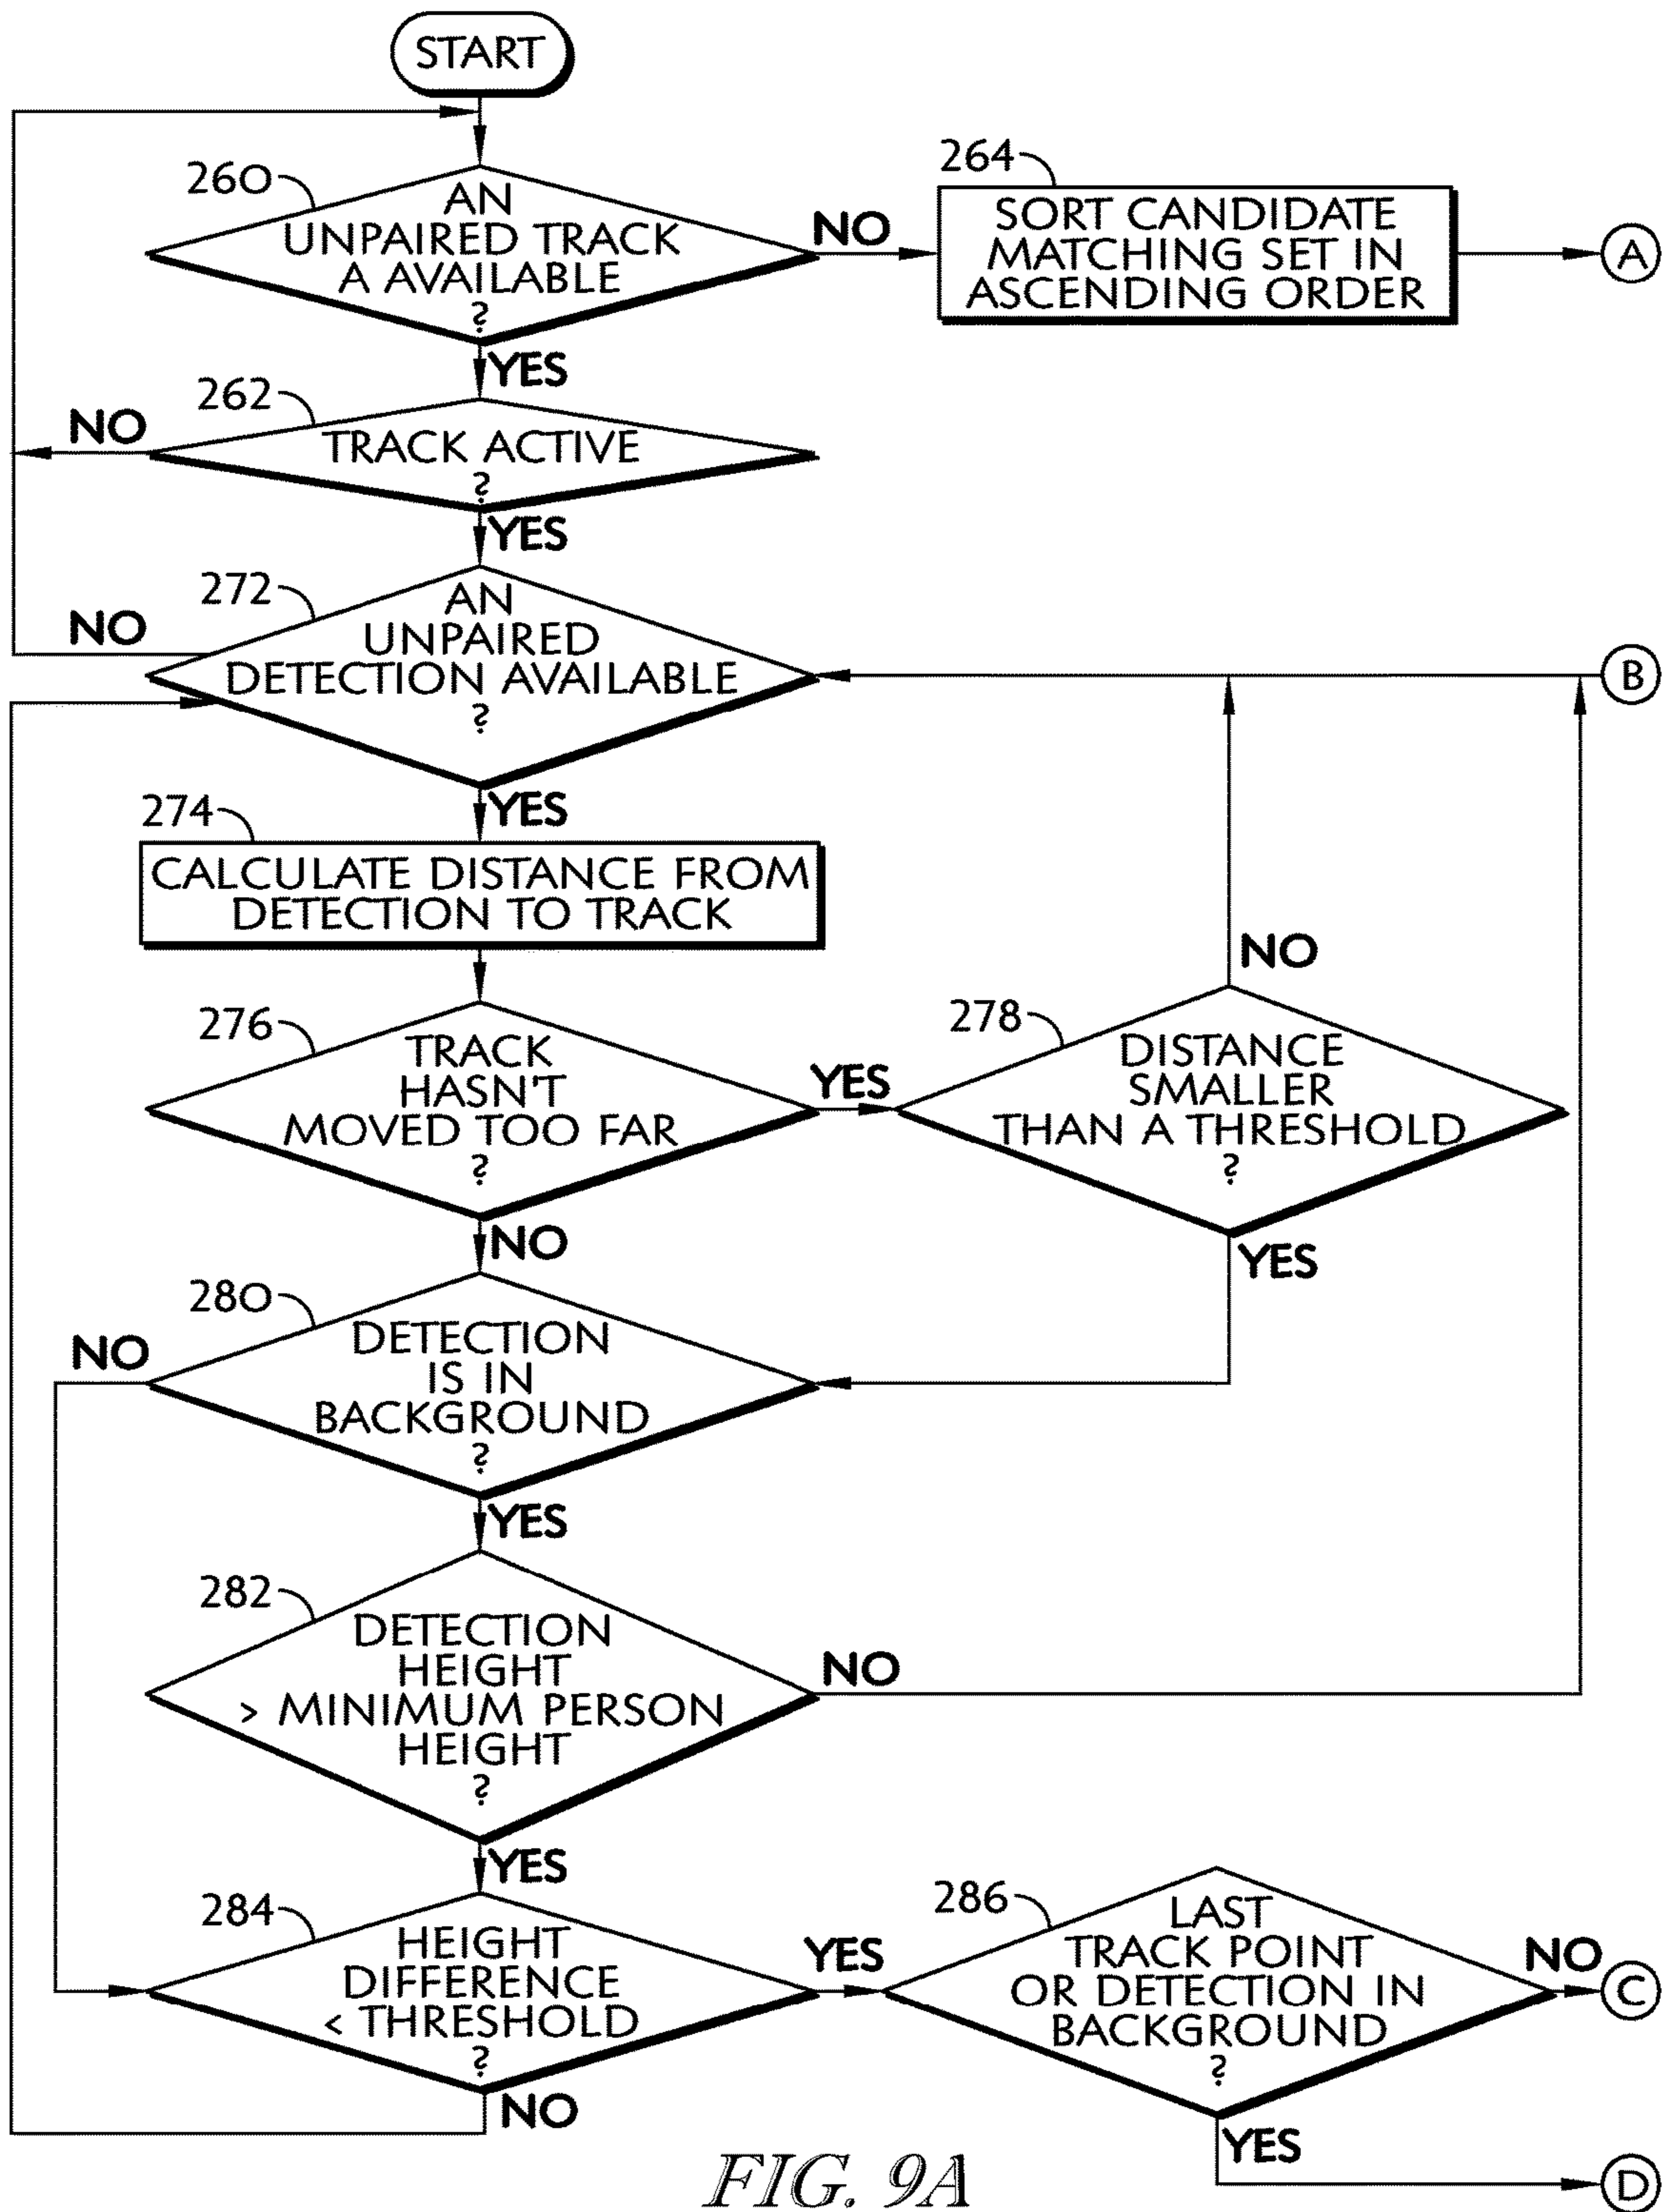 START
260
AN
UNPAIRED TRACK
A AVAILABLE
?
NO
264
SORT CANDIDATE
MATCHING SET IN
ASCENDING ORDER
A
YES
262
TRACK ACTIVE
?
NO
YES
272
AN
UNPAIRED
DETECTION AVAILABLE
?
NO
B
YES
274
CALCULATE DISTANCE FROM
DETECTION TO TRACK
276
TRACK
HASN'T
MOVED TOO FAR
?
YES
278
DISTANCE
SMALLER
THAN A THRESHOLD
?
NO
YES
NO
280
DETECTION
IS IN
BACKGROUND
?
NO
YES
282
DETECTION
HEIGHT
> MINIMUM PERSON
HEIGHT
?
NO
YES
284
HEIGHT
DIFFERENCE
< THRESHOLD
?
YES
NO
286
LAST
TRACK POINT
OR DETECTION IN
BACKGROUND
?
NO
C
YES
D
FIG. 9A